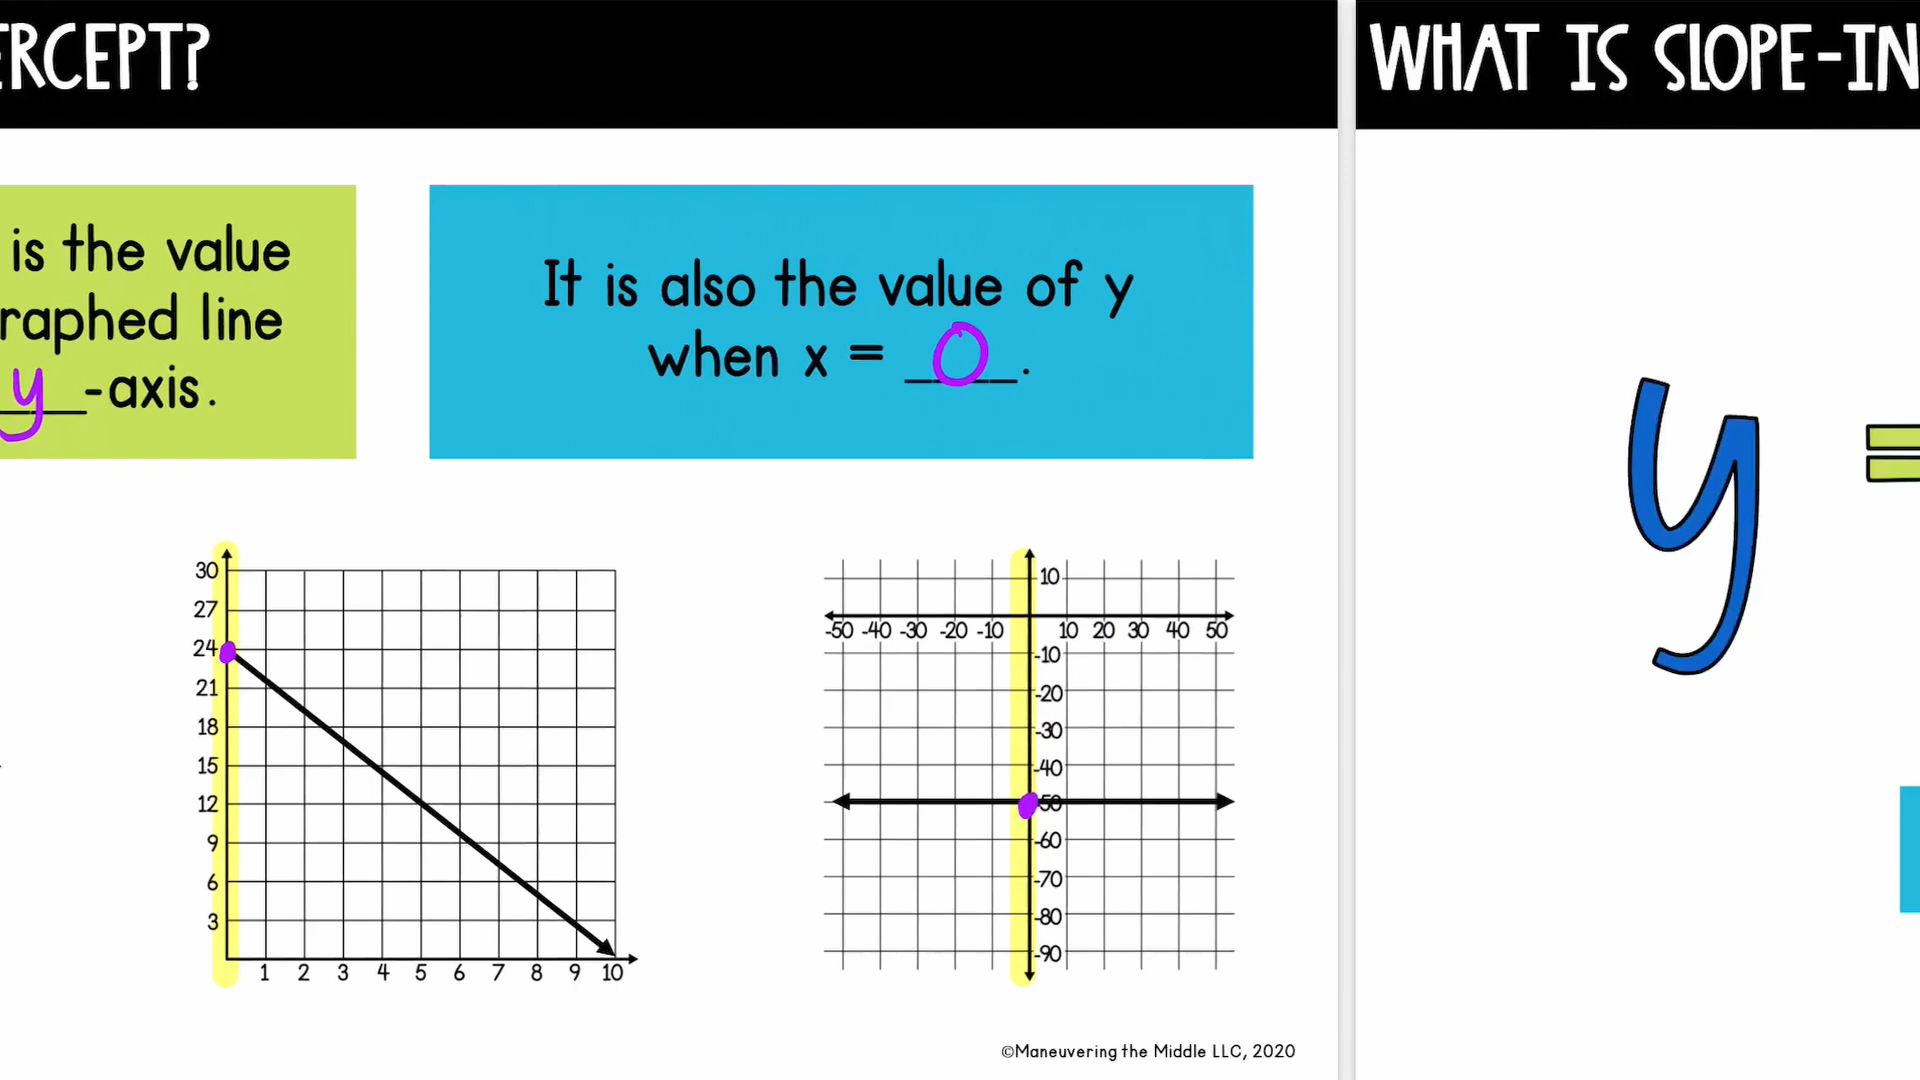 ERCEPT?
WHAT IS SLOPE-IN
is the value
raphed line
y-axis.
It is also the value of y
when x = 0.
30
27
24
21
18
15
12
9
6
3
1 2 3 4 5 6 7 8 9 10
10
-50 -40 -30 -20 -10 10 20 30 40 50
-10
-20
-30
-40
-50
-60
-70
-80
-90
y =
©Maneuvering the Middle LLC, 2020